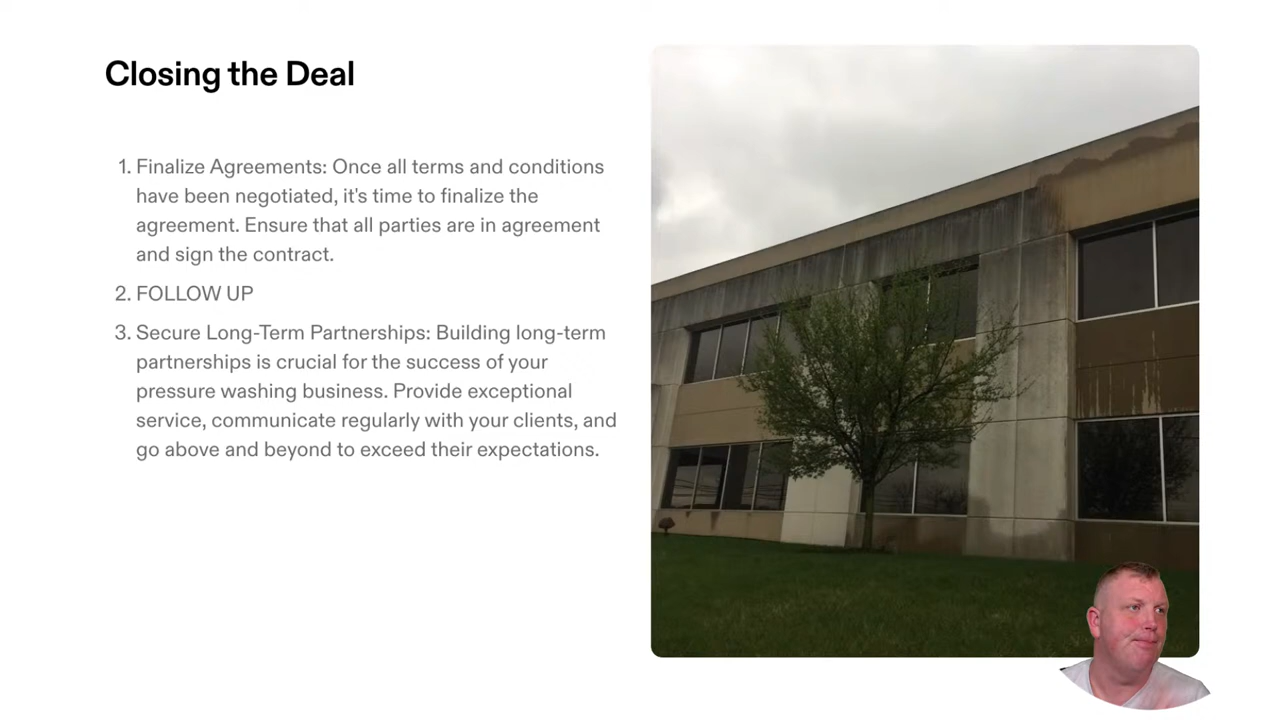 Closing the Deal
1. Finalize Agreements: Once all terms and conditions
have been negotiated, it's time to finalize the
agreement. Ensure that all parties are in agreement
and sign the contract.
2. FOLLOW UP
3. Secure Long-Term Partnerships: Building long-term
partnerships is crucial for the success of your
pressure washing business. Provide exceptional
service, communicate regularly with your clients, and
go above and beyond to exceed their expectations.